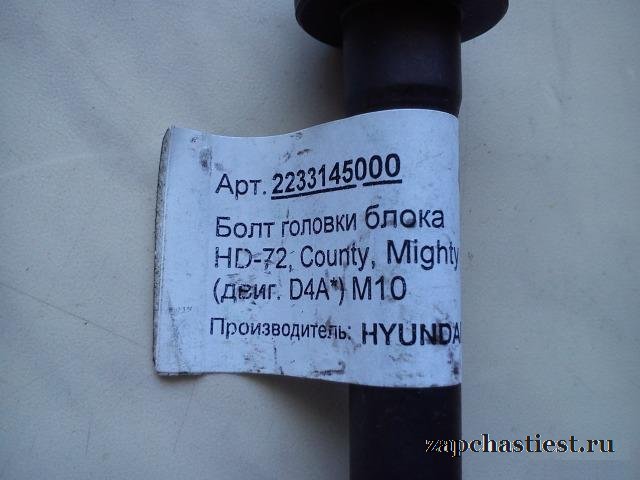 Арт. 2233145000
Болт головки блока
HD-72, County, Mighty
(двиг. D4A*) M10
Производитель: HYUNDA
zapchastiest.ru